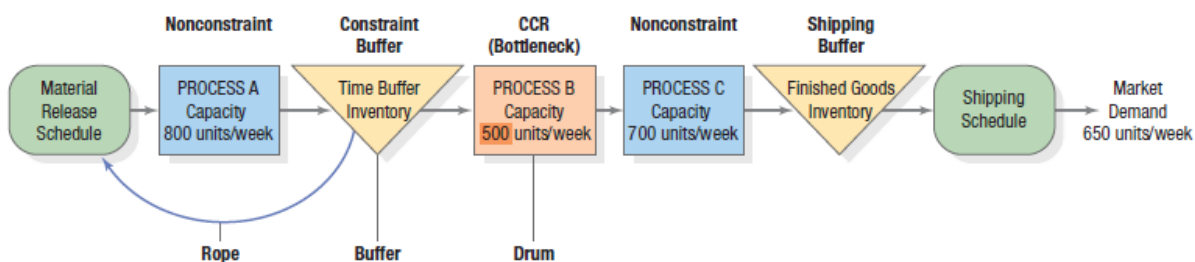 Nonconstraint
Constraint
Buffer
CCR
(Bottleneck)
Nonconstraint
Shipping
Buffer
Material
Release
Schedule
PROCESS A
Capacity
800 units/week
Time Buffer
Inventory
PROCESS B
Capacity
500 units/week
PROCESS C
Capacity
700 units/week
Finished Goods
Inventory
Shipping
Schedule
Market
Demand
650 units/week
Rope
Buffer
Drum